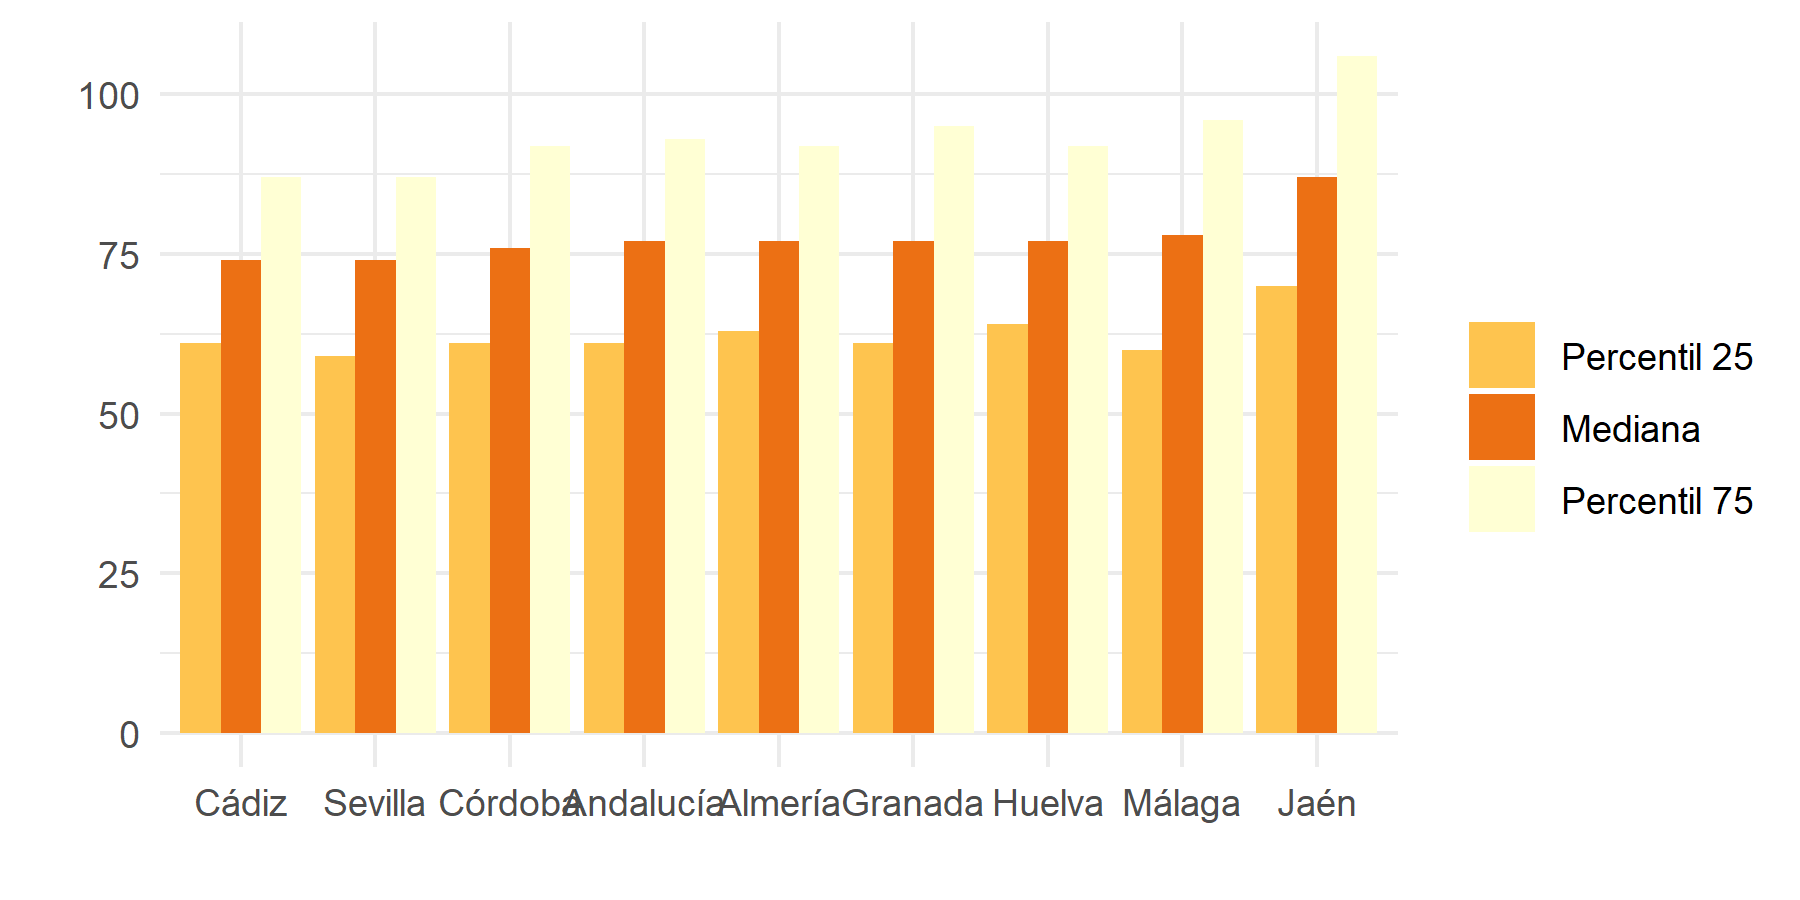 100
75
50
25
0
Cádiz Sevilla Córdoba Andalucía Almería Granada Huelva Málaga Jaén
Percentil 25
Mediana
Percentil 75